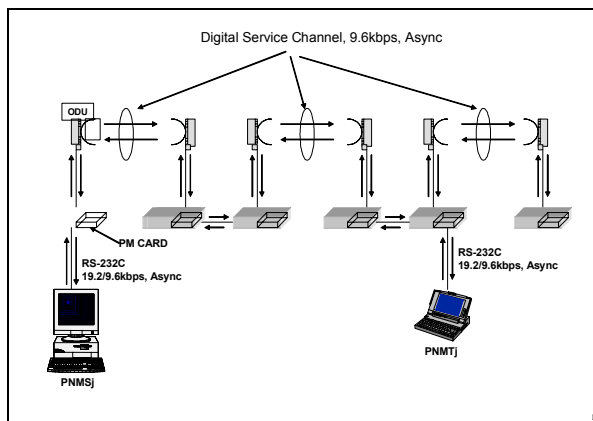 Digital Service Channel, 9.6kbps, Async
ODU
PM CARD
RS-232C
19.2/9.6kbps, Async
RS-232C
19.2/9.6kbps, Async
PNMSj
PNMTj